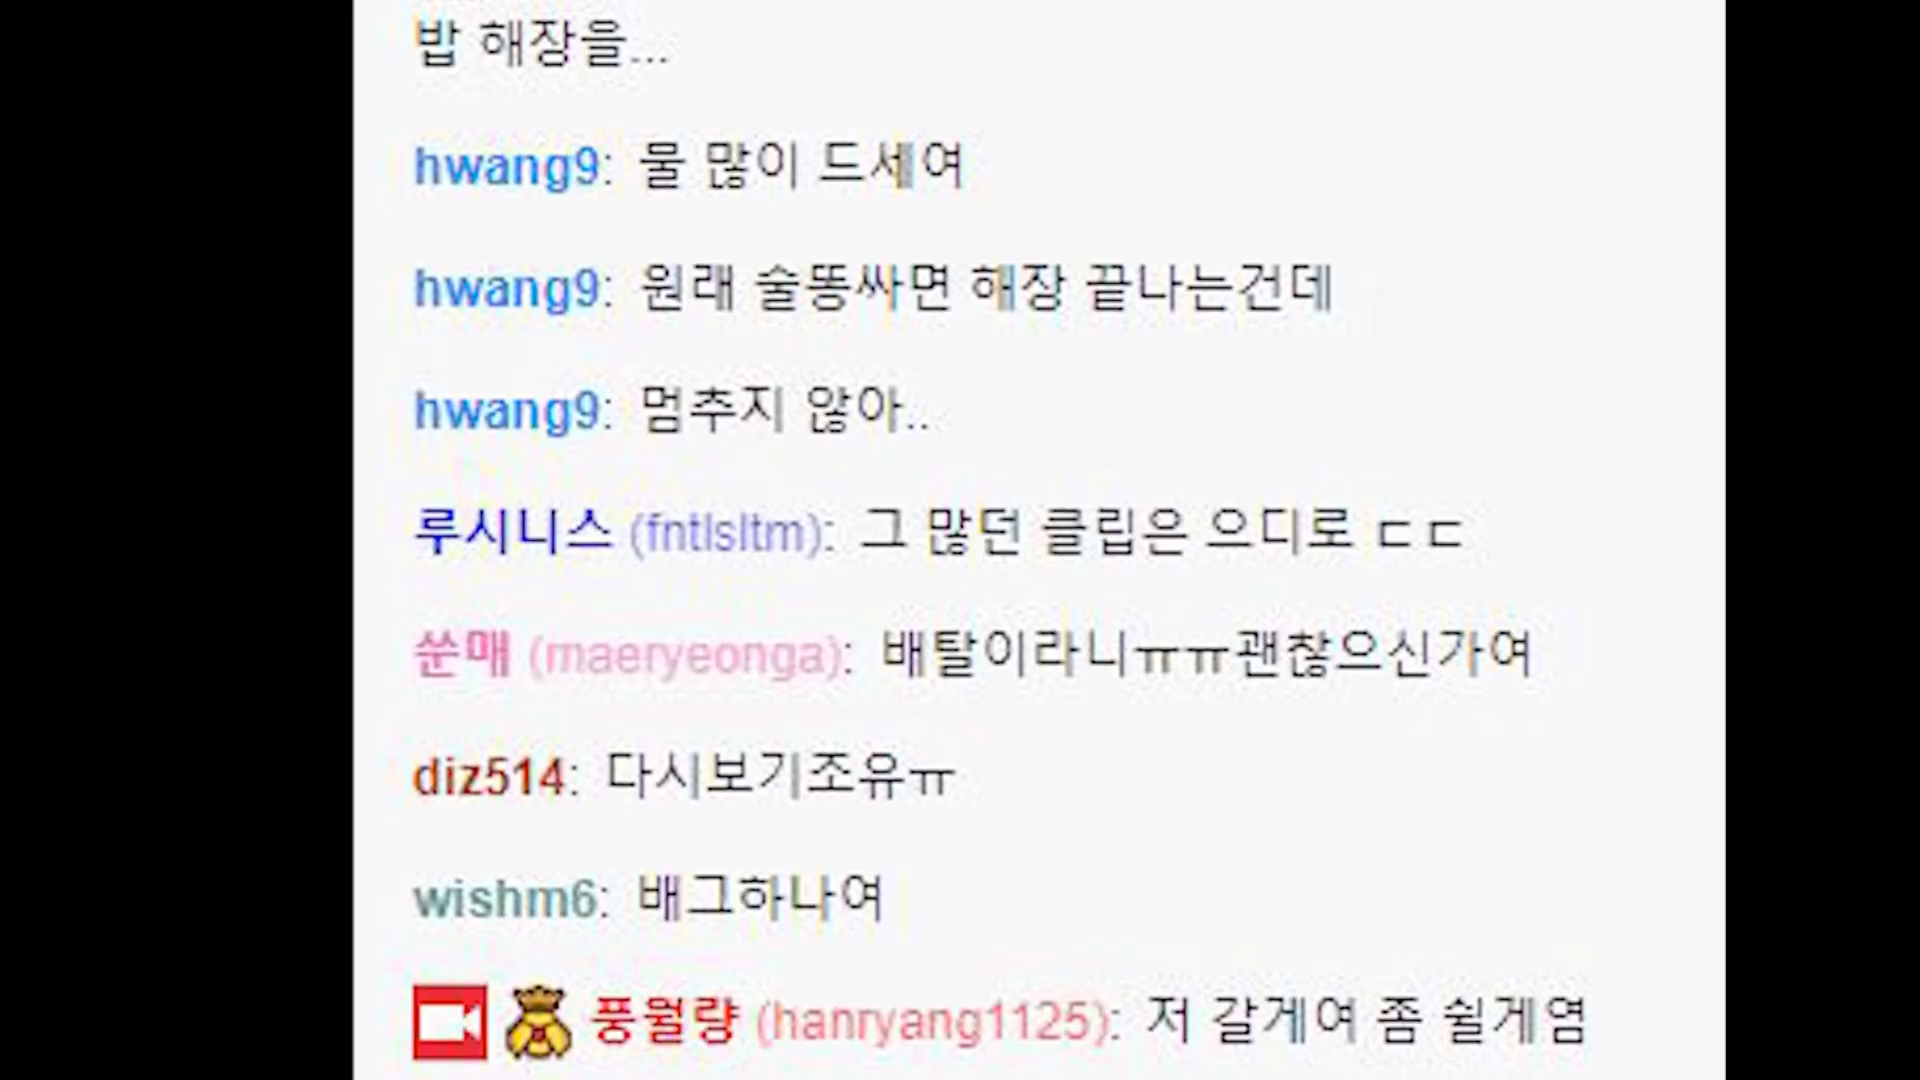 밥 해장을...
hwang9: 물 많이 드세여
hwang9: 원래 술똥싸면 해장 끝나는건데
hwang9: 멈추지 않아..
루시니스 (fntlsltm): 그 많던 클립은 으디로 ㄷㄷ
쑨매 (maeryeonga): 배탈이라니ㅠㅠ괜찮으신가여
diz514: 다시보기조유ㅠ
wishm6: 배그하나여
풍월량 (hanryang1125): 저 갈게여 좀 쉴게염